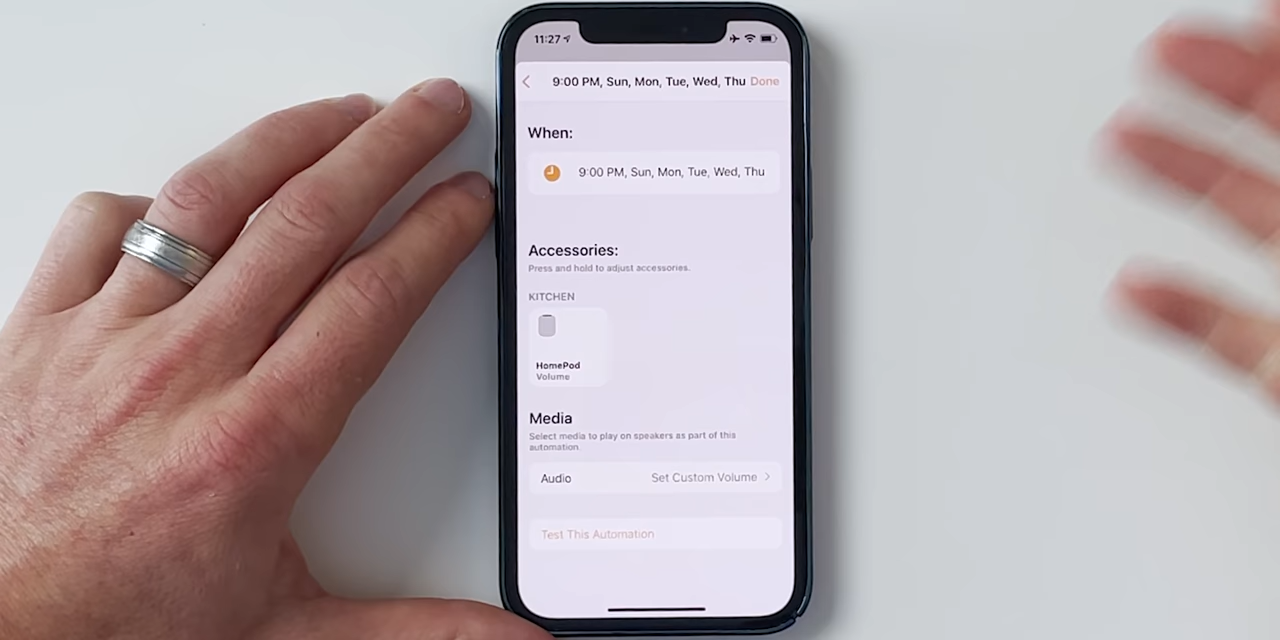 11:27
9:00 PM, Sun, Mon, Tue, Wed, Thu Done
When:
9:00 PM, Sun, Mon, Tue, Wed, Thu
Accessories:
Press and hold to adjust accessories.
KITCHEN
HomePod
Volume
Media
Select media to play on speakers as part of this
automation.
Audio Set Custom Volume
Test This Automation